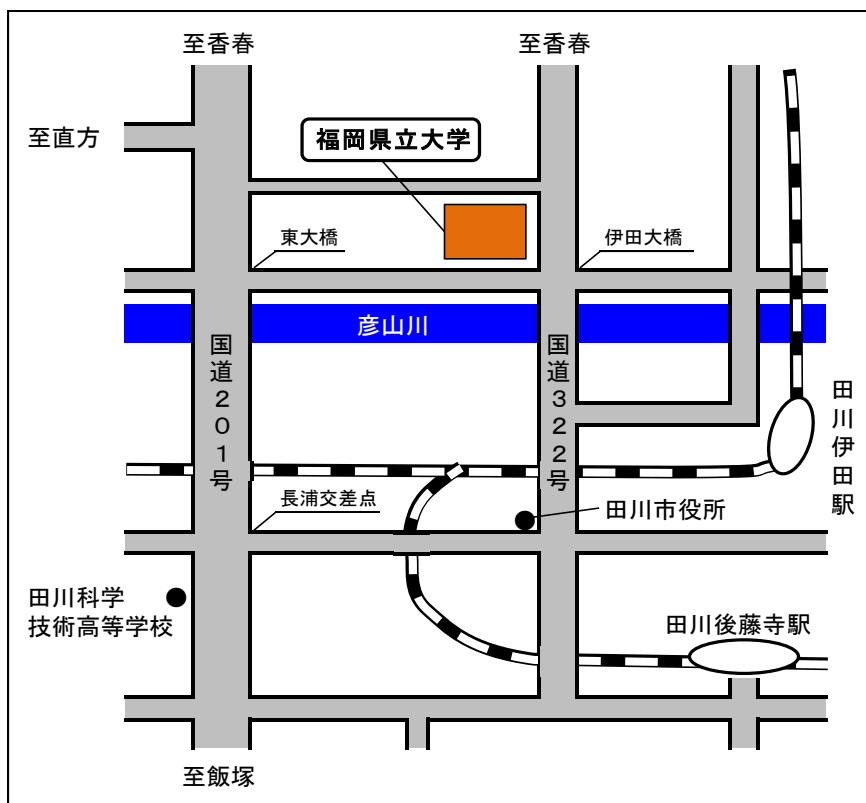 至香春
至香春
至直方
福岡県立大学
東大橋
伊田大橋
彦山川
国道201号
国道322号
田川伊田駅
長浦交差点
田川市役所
田川科学
技術高等学校
田川後藤寺駅
至飯塚